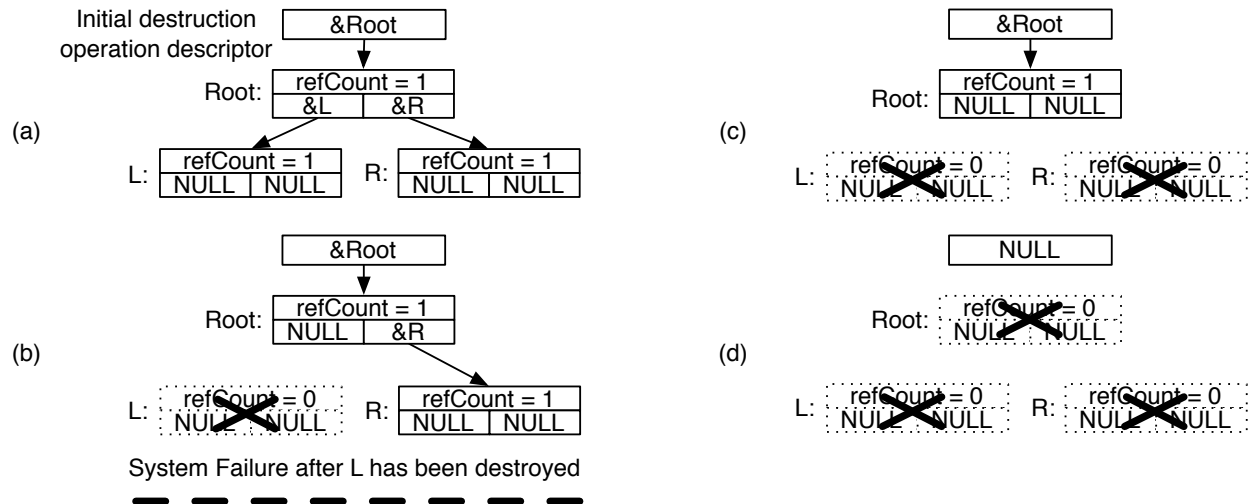 Initial destruction
operation descriptor
&Root
Root:
refCount = 1
&L &R
(a)
L:
refCount = 1
NULL NULL
R:
refCount = 1
NULL NULL
&Root
Root:
refCount = 1
NULL &R
(b)
L:
refCount = 0
NULL NULL
R:
refCount = 1
NULL NULL
System Failure after L has been destroyed
&Root
Root:
refCount = 1
NULL NULL
(c)
L:
refCount = 0
NULL NULL
R:
refCount = 0
NULL NULL
NULL
Root:
refCount = 0
NULL NULL
(d)
L:
refCount = 0
NULL NULL
R:
refCount = 0
NULL NULL